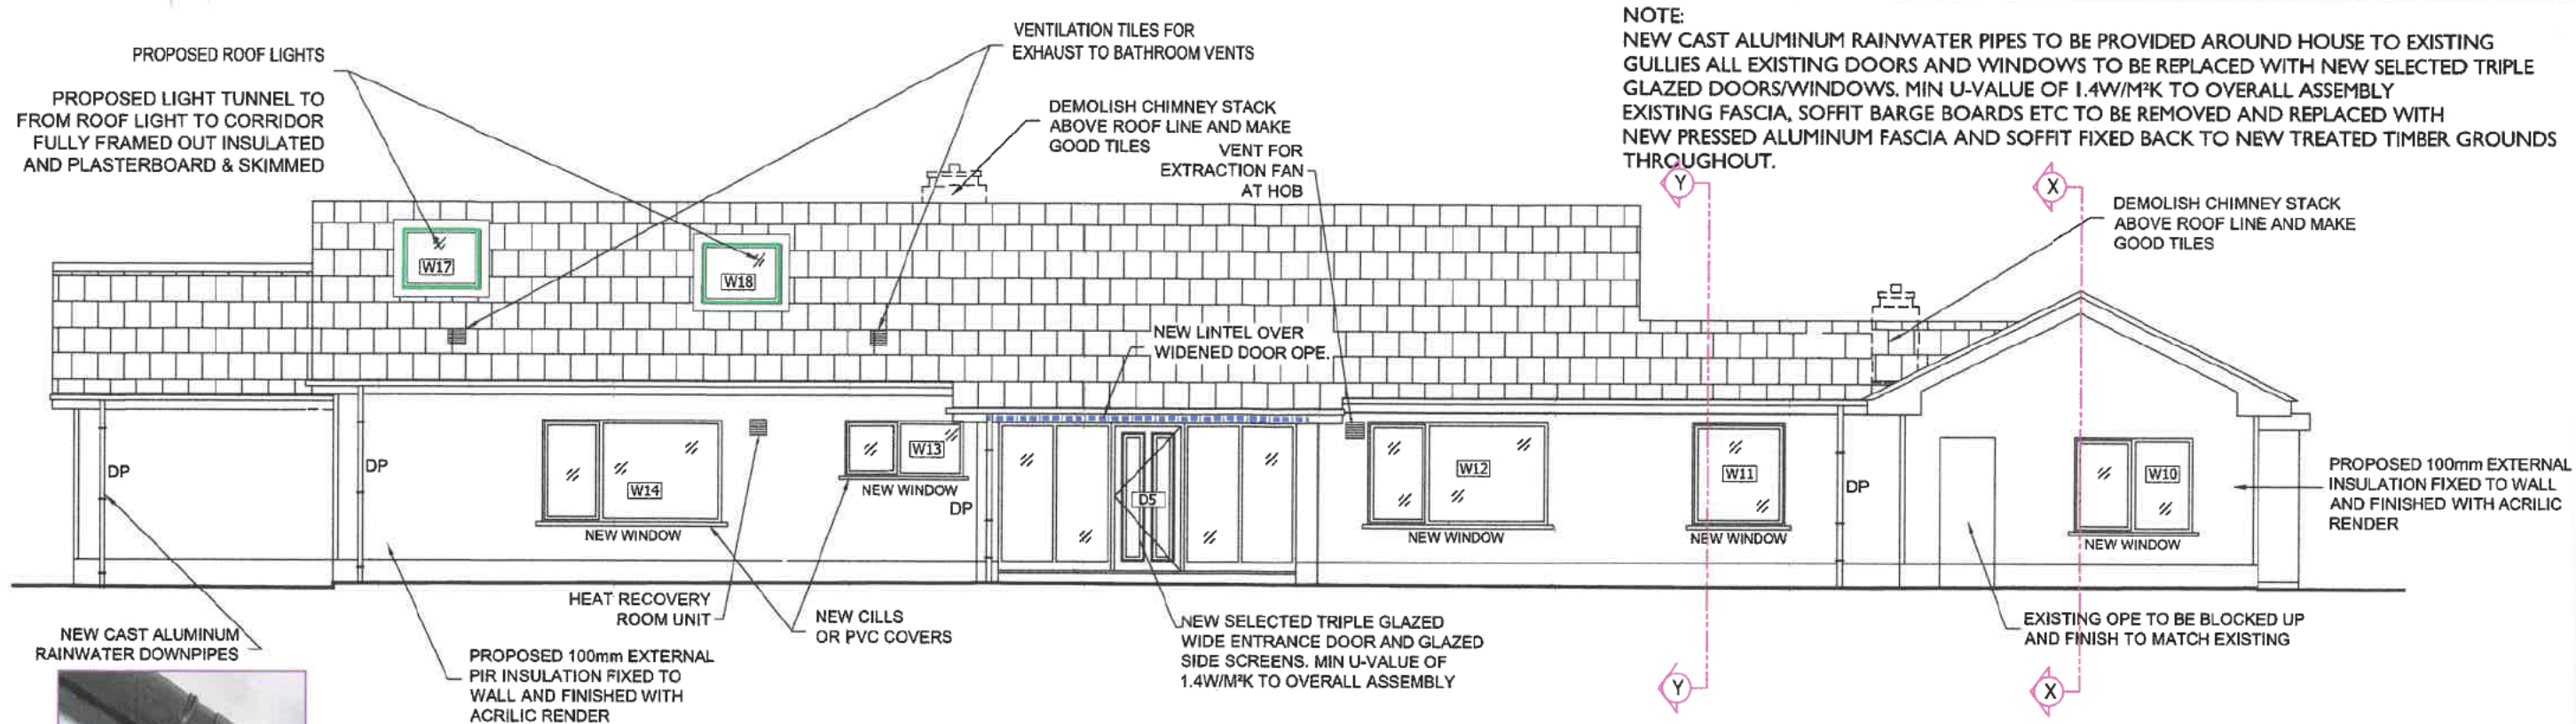 PROPOSED ROOF LIGHTS
PROPOSED LIGHT TUNNEL TO
FROM ROOF LIGHT TO CORRIDOR
FULLY FRAMED OUT INSULATED
AND PLASTERBOARD & SKIMMED
VENTILATION TILES FOR
EXHAUST TO BATHROOM VENTS
DEMOLISH CHIMNEY STACK
ABOVE ROOF LINE AND MAKE
GOOD TILES
VENT FOR
EXTRACTION FAN
AT HOB
NOTE:
NEW CAST ALUMINUM RAINWATER PIPES TO BE PROVIDED AROUND HOUSE TO EXISTING
GULLIES ALL EXISTING DOORS AND WINDOWS TO BE REPLACED WITH NEW SELECTED TRIPLE
GLAZED DOORS/WINDOWS. MIN U-VALUE OF 1.4W/M²K TO OVERALL ASSEMBLY
EXISTING FASCIA, SOFFIT BARGE BOARDS ETC TO BE REMOVED AND REPLACED WITH
NEW PRESSED ALUMINUM FASCIA AND SOFFIT FIXED BACK TO NEW TREATED TIMBER GROUNDS
THROUGHOUT.
Y
X
DEMOLISH CHIMNEY STACK
ABOVE ROOF LINE AND MAKE
GOOD TILES
W17
W18
NEW LINTEL OVER
WIDENED DOOR OPE.
DP
DP
W14
NEW WINDOW
W13
NEW WINDOW
DP
D5
W12
NEW WINDOW
W11
NEW WINDOW
DP
W10
NEW WINDOW
PROPOSED 100mm EXTERNAL
INSULATION FIXED TO WALL
AND FINISHED WITH ACRILIC
RENDER
NEW CAST ALUMINUM
RAINWATER DOWNPIPES
PROPOSED 100mm EXTERNAL
PIR INSULATION FIXED TO
WALL AND FINISHED WITH
ACRILIC RENDER
HEAT RECOVERY
ROOM UNIT
NEW CILLS
OR PVC COVERS
NEW SELECTED TRIPLE GLAZED
WIDE ENTRANCE DOOR AND GLAZED
SIDE SCREENS. MIN U-VALUE OF
1.4W/M²K TO OVERALL ASSEMBLY
EXISTING OPE TO BE BLOCKED UP
AND FINISH TO MATCH EXISTING
Y
X